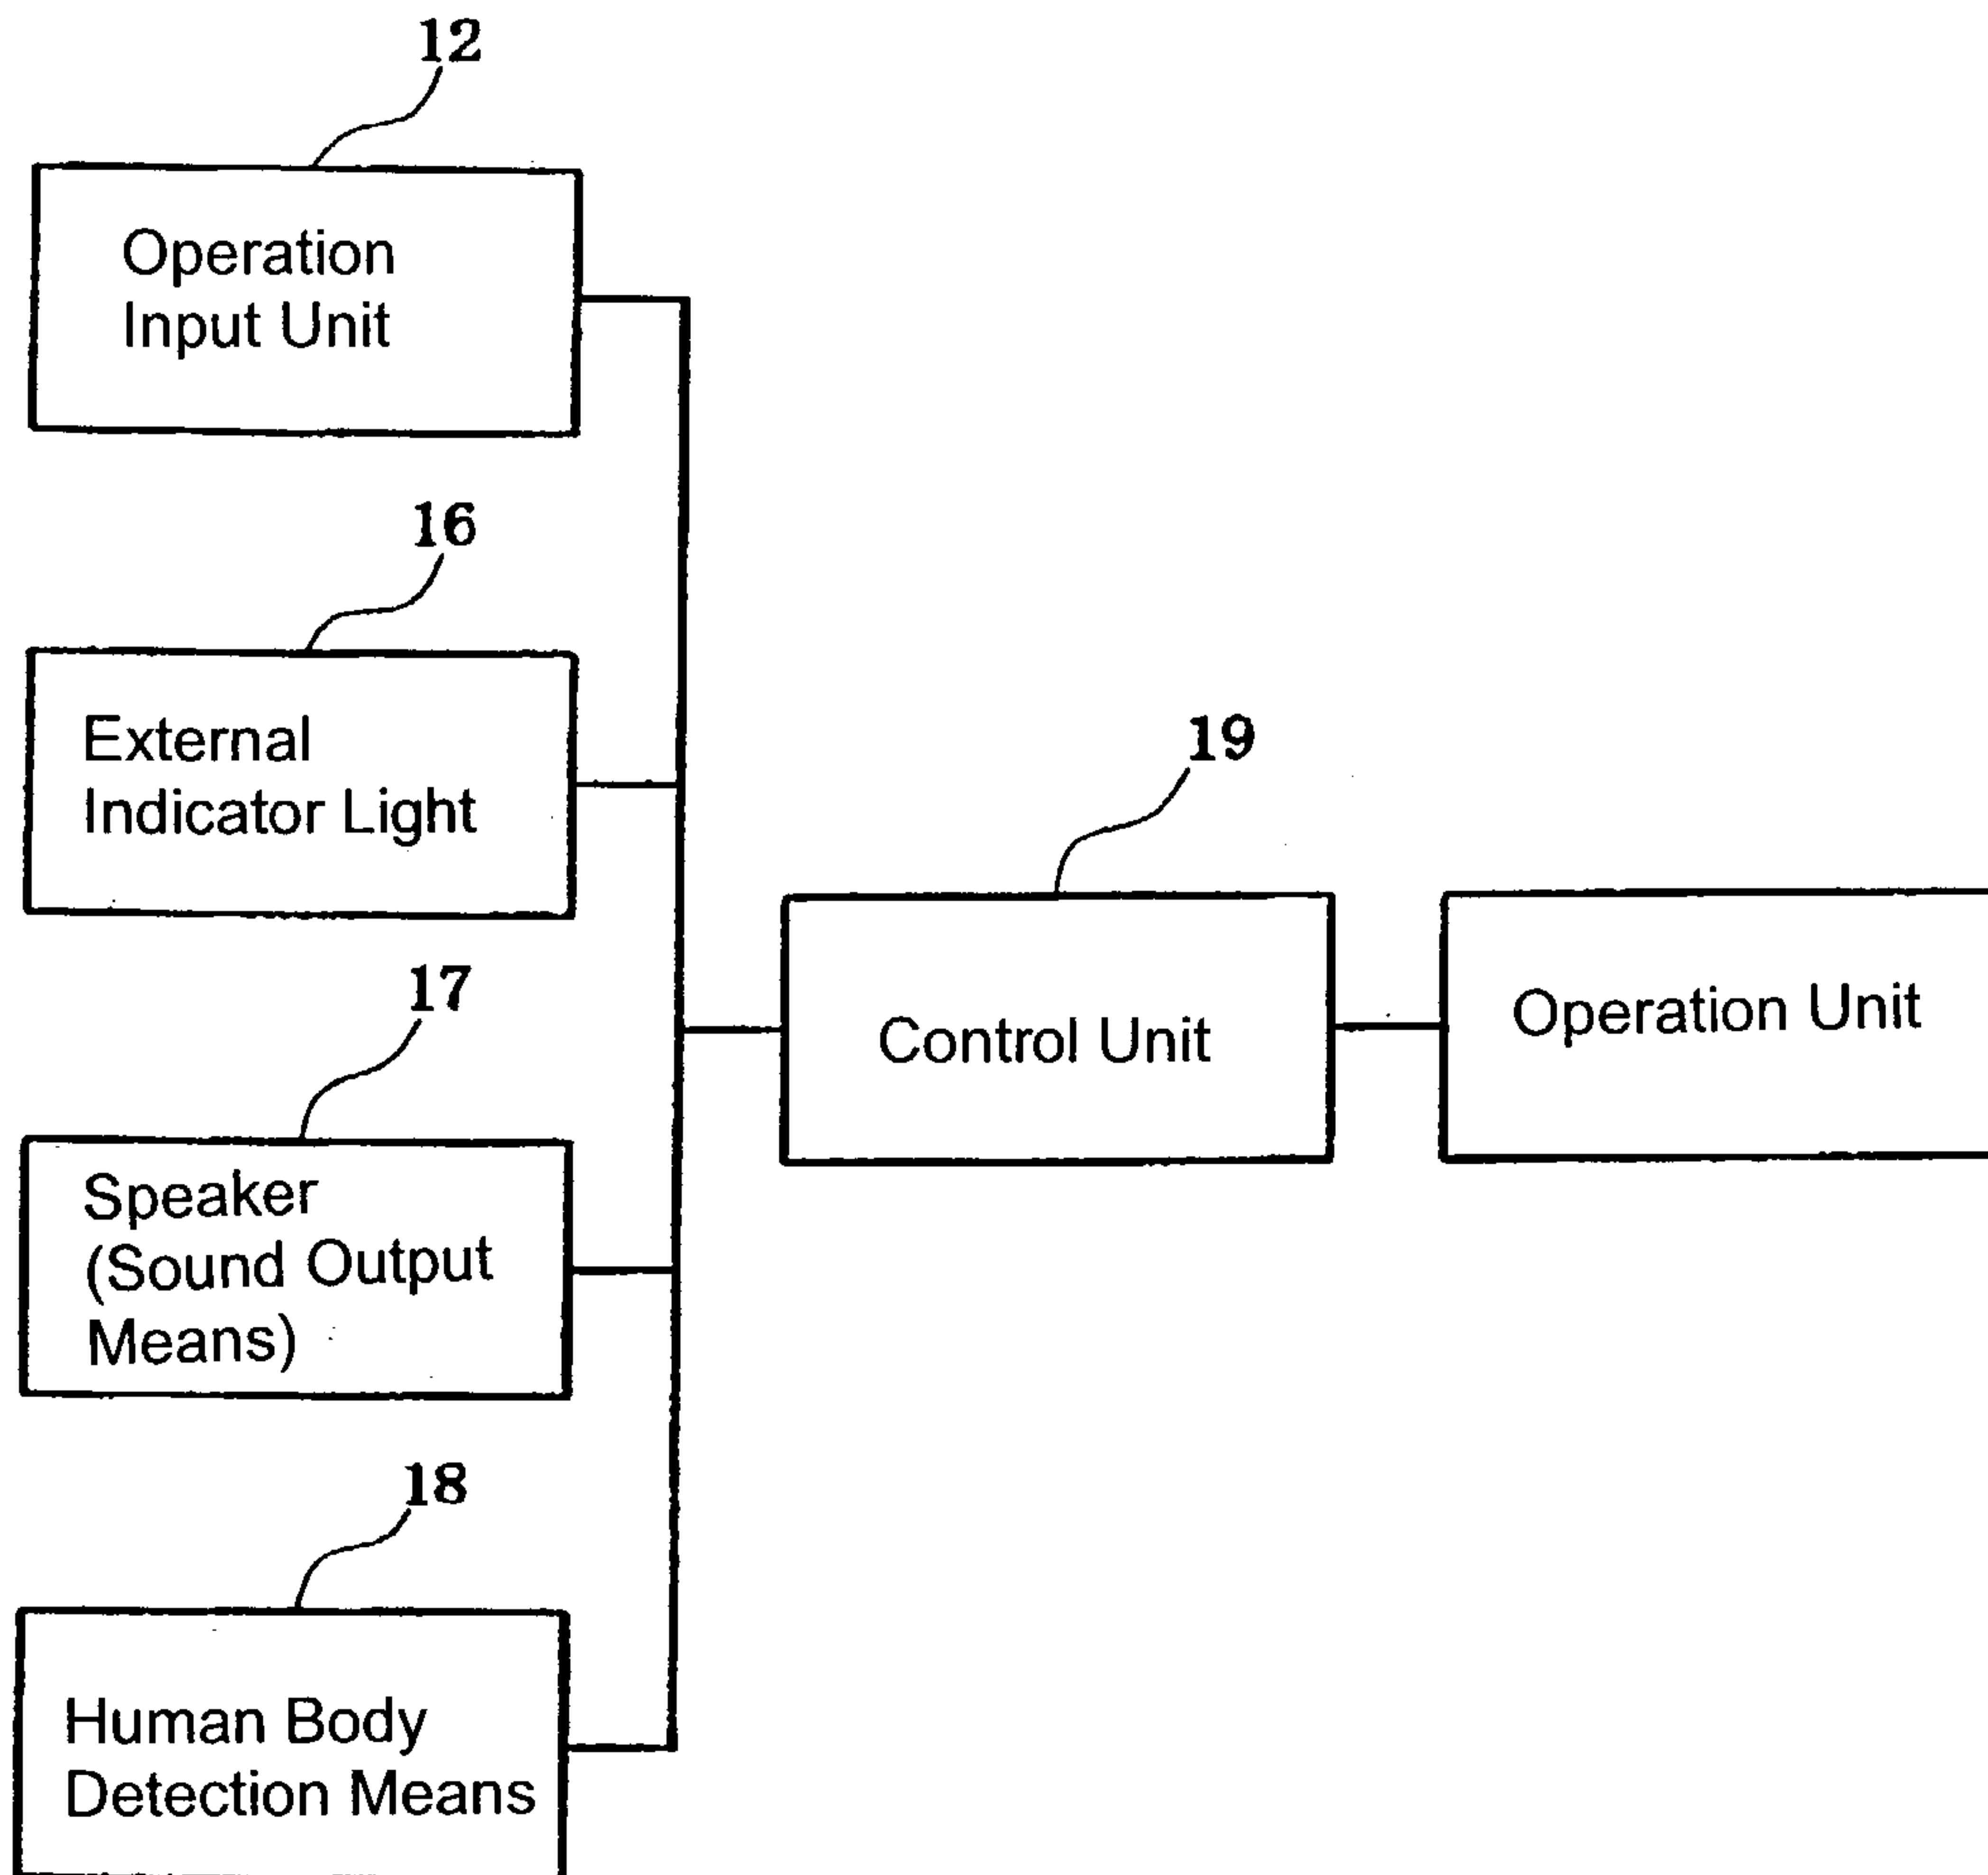 12
Operation
Input Unit
16
External
Indicator Light
17
Speaker
(Sound Output
Means)
18
Human Body
Detection Means
19
Control Unit
Operation Unit